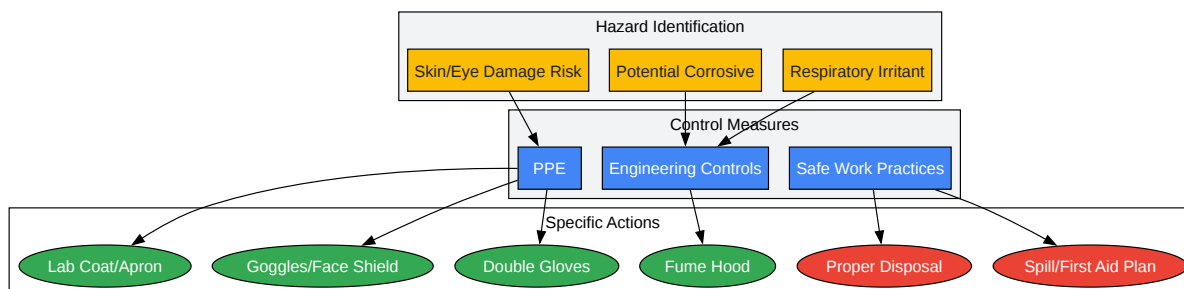 Hazard Identification
Skin/Eye Damage Risk
Potential Corrosive
Respiratory Irritant
Control Measures
PPE
Engineering Controls
Safe Work Practices
Specific Actions
Lab Coat/Apron
Goggles/Face Shield
Double Gloves
Fume Hood
Proper Disposal
Spill/First Aid Plan